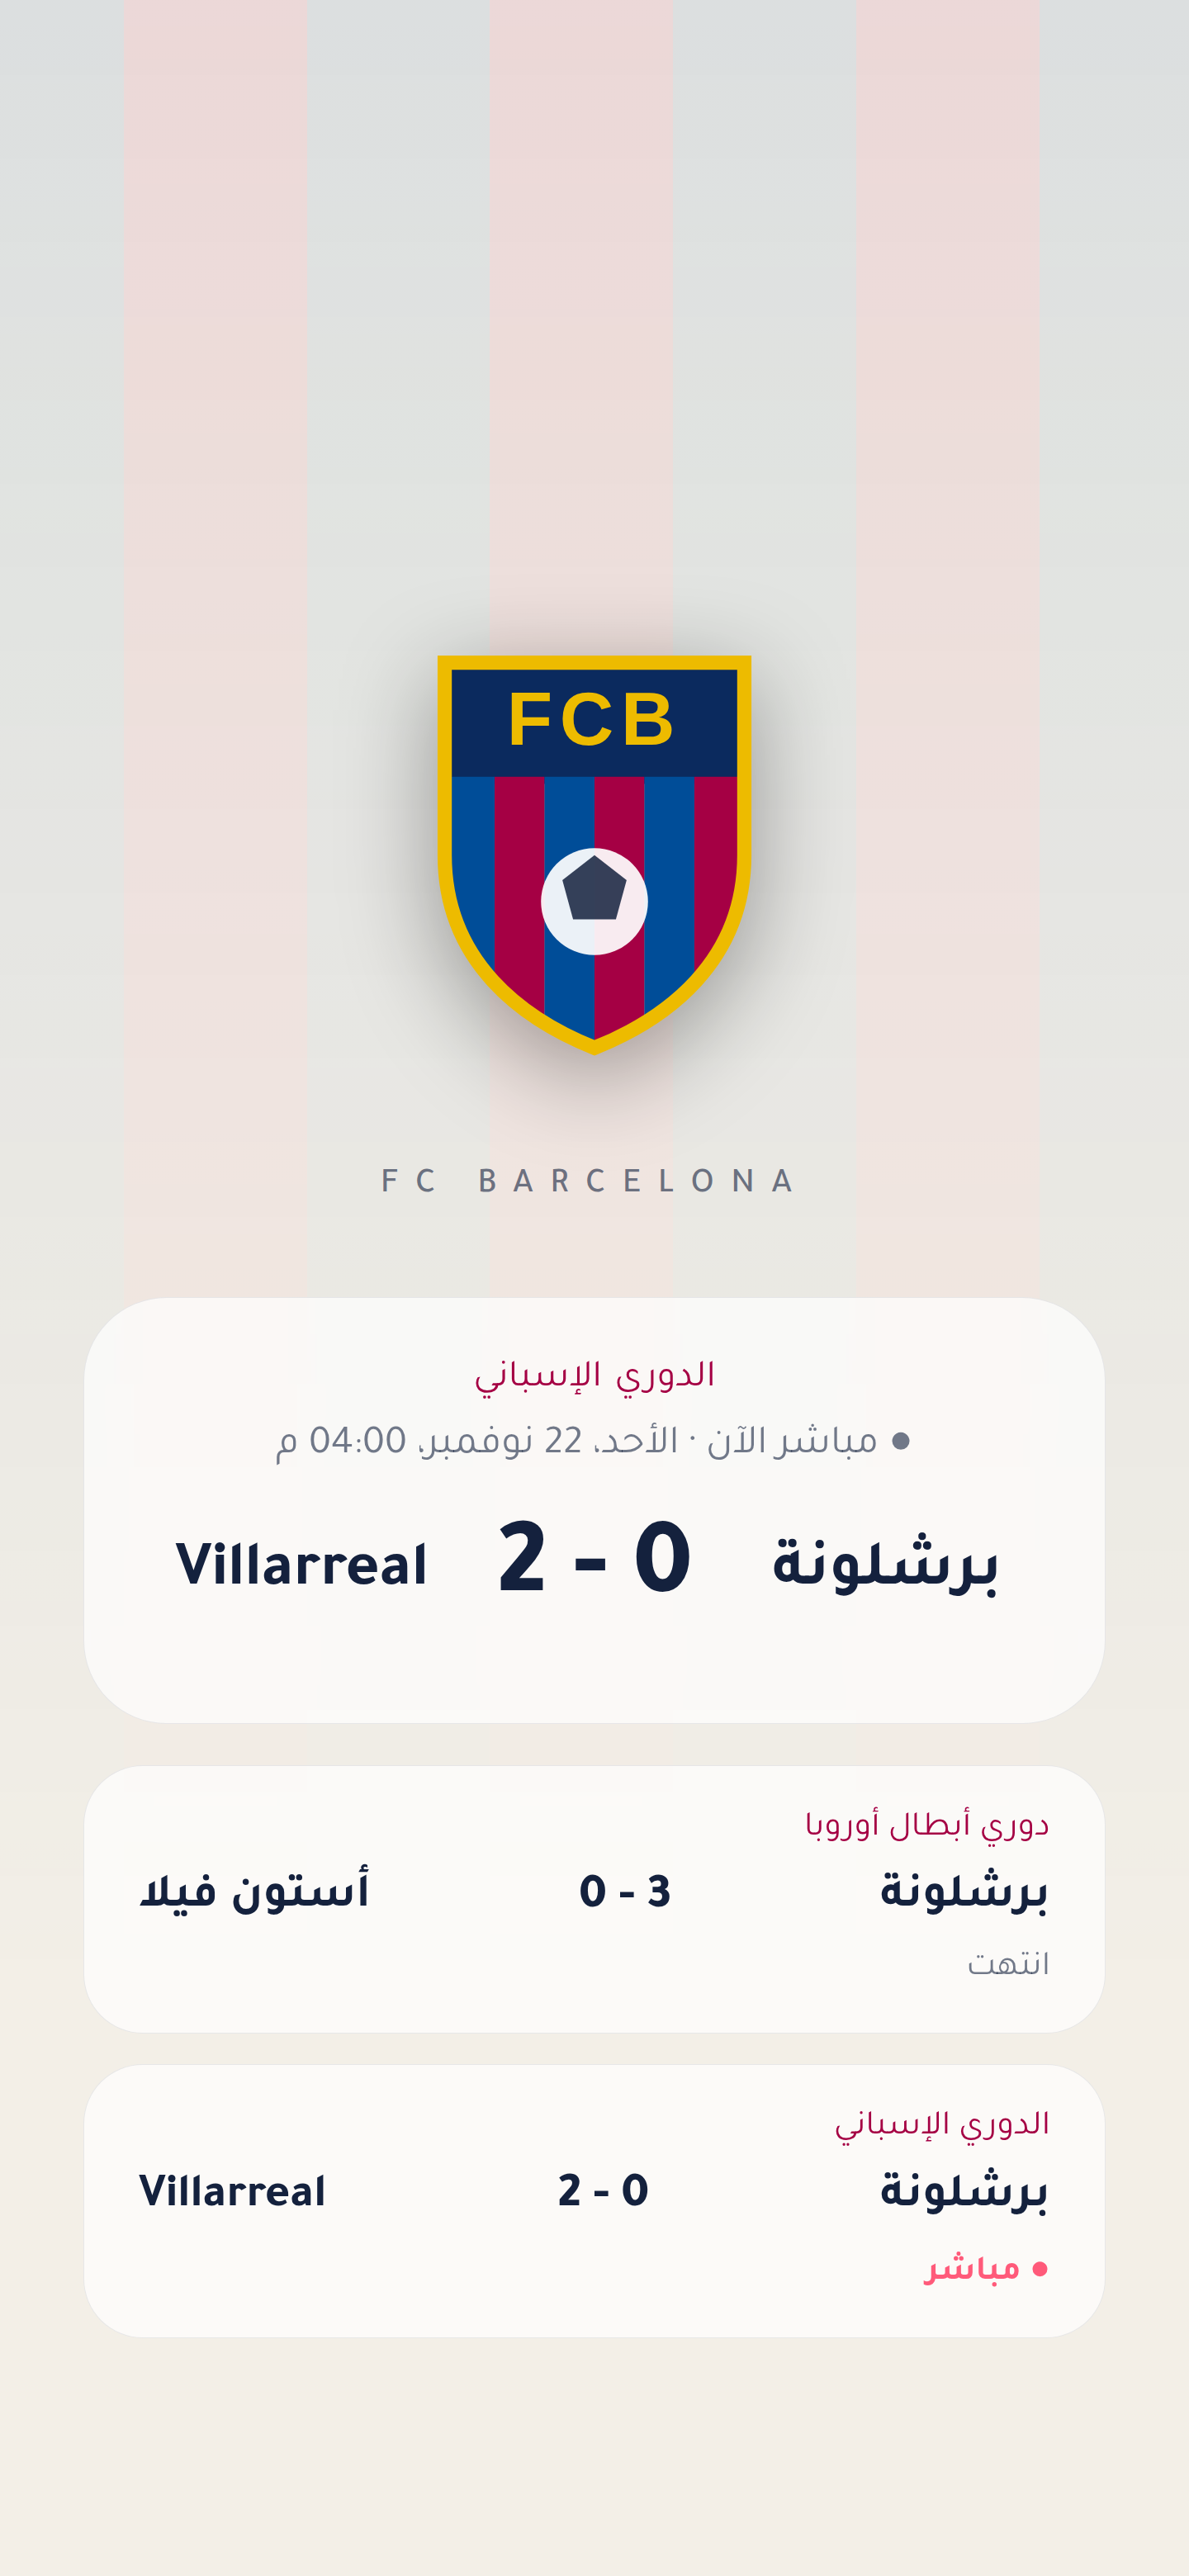 FCB
FC BARCELONA
الدوري الإسباني
● مباشر الآن · الأحد، 22 نوفمبر، 04:00 م
برشلونة 2 - 0 Villarreal
دوري أبطال أوروبا
برشلونة 0 - 3 أستون فيلا
انتهت
الدوري الإسباني
برشلونة 2 - 0 Villarreal
● مباشر